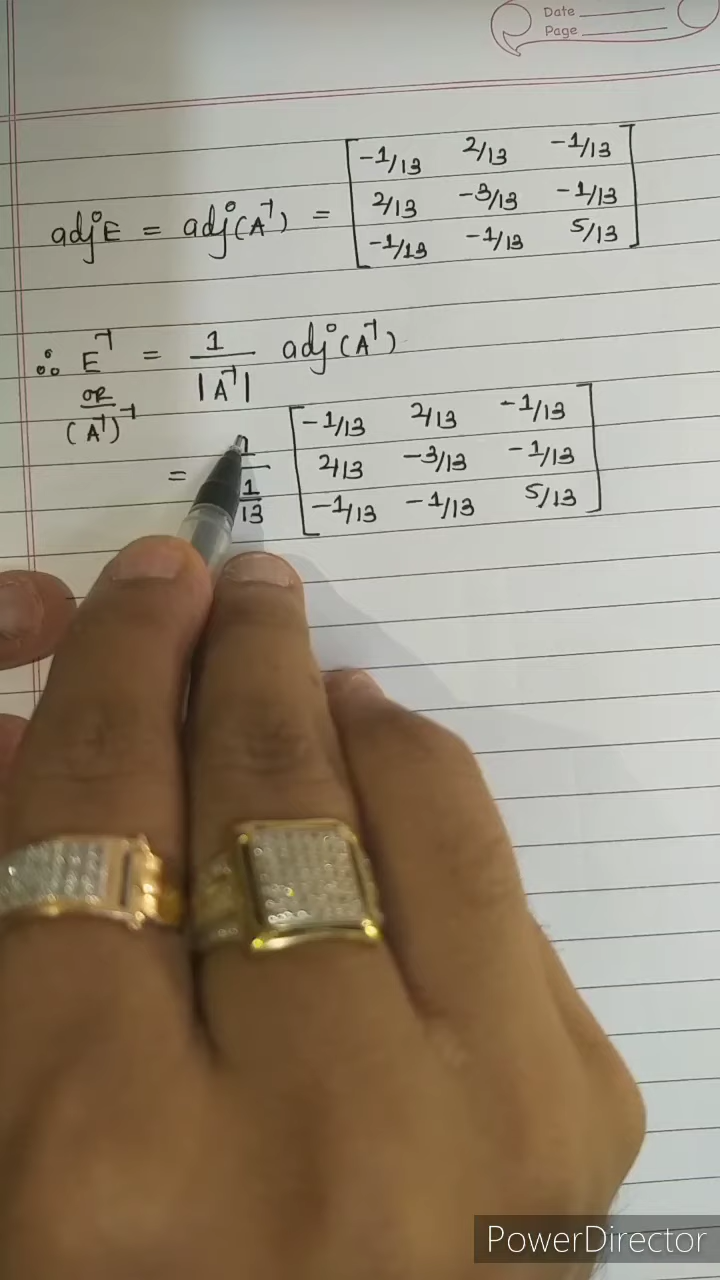 Date
Page
-1/13 2/13 -1/13
adjE = adj(A⁻¹) = 2/13 -3/13 -1/13
-1/13 -1/13 5/13
∴ E⁻¹ = 1/|A⁻¹| adj(A⁻¹)
OR
(A⁻¹)⁻¹
-1/13 2/13 -1/13
= 1/(1/13) 2/13 -3/13 -1/13
-1/13 -1/13 5/13
PowerDirector